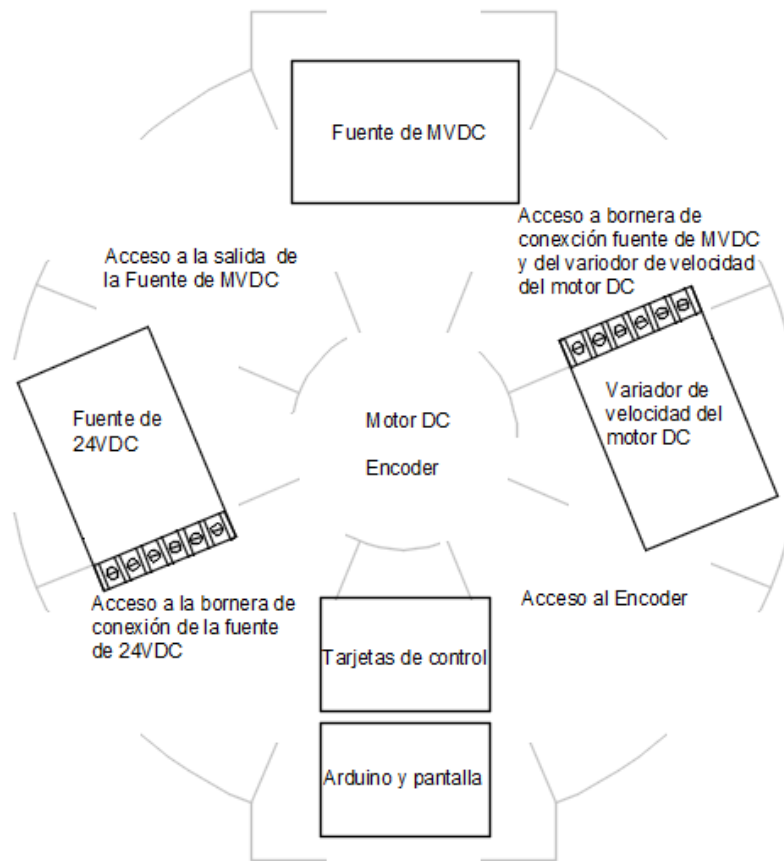 Fuente de MVDC
Acceso a bornera de
conexción fuente de MVDC
y del variodor de velocidad
del motor DC
Acceso a la salida de
la Fuente de MVDC
Fuente de
24VDC
Motor DC
Encoder
Variador de
velocidad del
motor DC
Acceso a la bornera de
conexión de la fuente
de 24VDC
Acceso al Encoder
Tarjetas de control
Arduino y pantalla